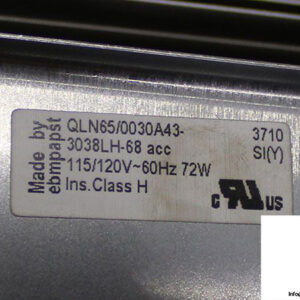 Made by
ebmpapst
QLN65/0030A43-
3038LH-68 acc
115/120V~60Hz 72W
Ins.Class H
3710
SI(Y)
C US